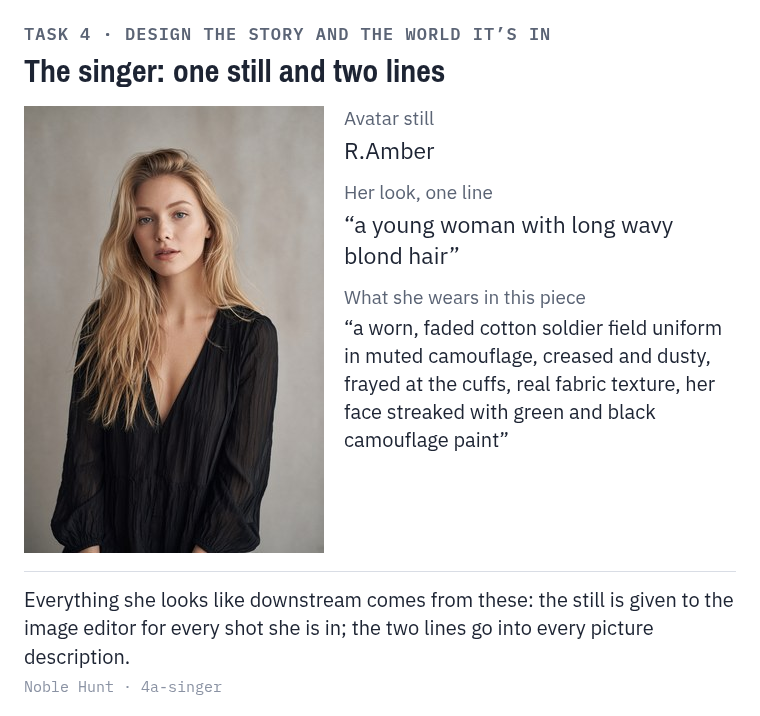 TASK 4 · DESIGN THE STORY AND THE WORLD IT’S IN
The singer: one still and two lines
Avatar still
R.Amber
Her look, one line
“a young woman with long wavy
blond hair”
What she wears in this piece
“a worn, faded cotton soldier field uniform
in muted camouflage, creased and dusty,
frayed at the cuffs, real fabric texture, her
face streaked with green and black
camouflage paint”
Everything she looks like downstream comes from these: the still is given to the
image editor for every shot she is in; the two lines go into every picture
description.
Noble Hunt · 4a-singer